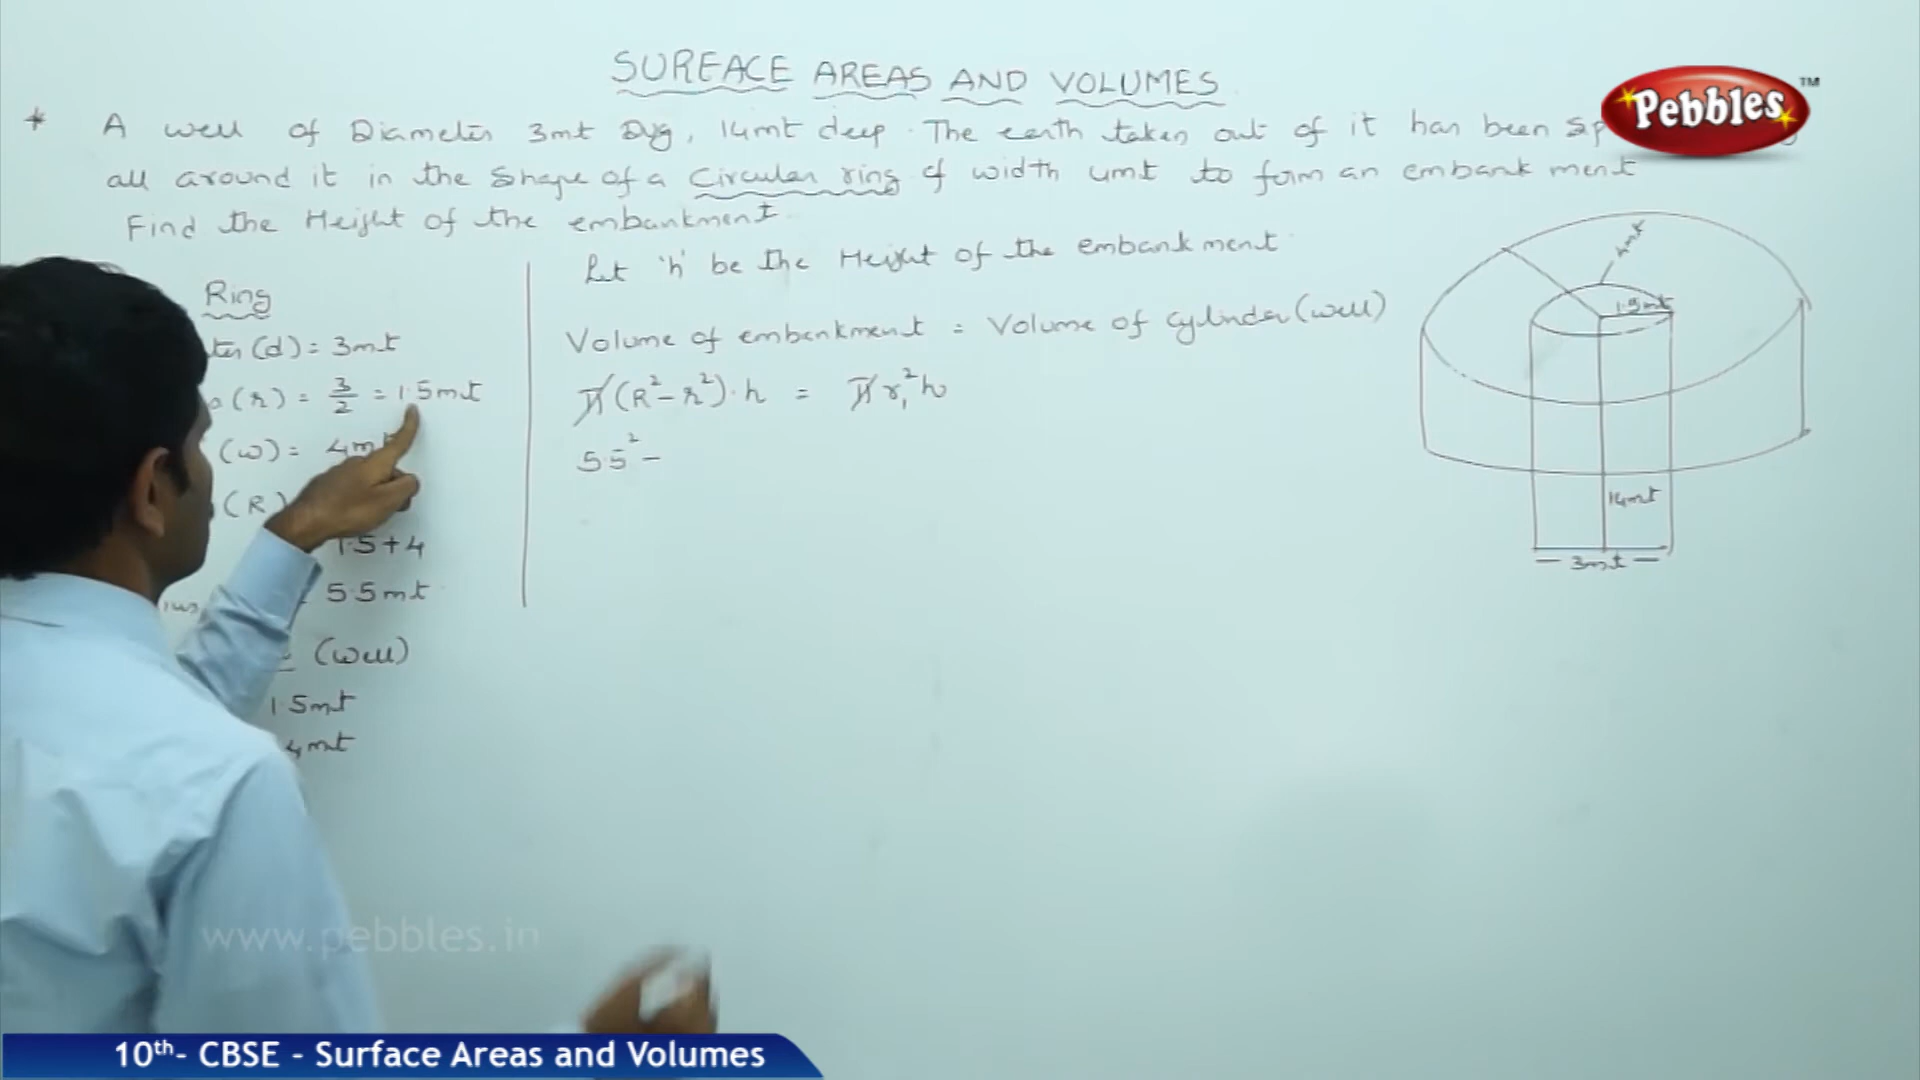 SUREACE AREAS AND VOLUMES
Pebbles TM
* A well of Diameter 3mt Dug, 14mt deep. The earth taken out of it has been
all around it in the shape of a Circular ring of width 4mt to form an embankment
Find the Height of the embankment
Ring
(d) = 3mt
(r) = 3/2 = 1.5mt
(w) = 4mt
(R)
1.5+4
5.5mt
(Well)
1.5mt
4mt
Let 'h' be the Height of the embankment
Volume of embankment = Volume of cylinder (well)
π(R²-r²)·h = πr₁²h
5.5² -
4mt
1.5mt
14mt
- 3mt -
www.pebbles.in
10th- CBSE - Surface Areas and Volumes